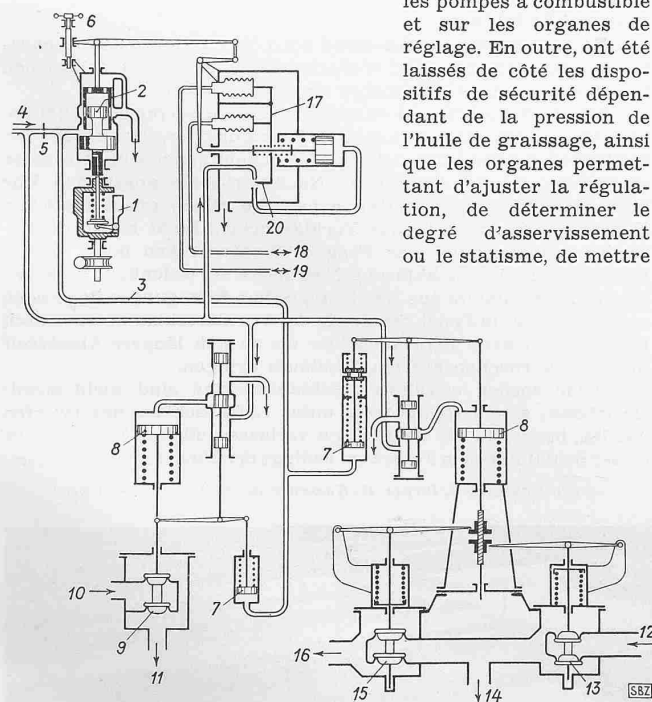 les pompes à combustible
et sur les organes de
réglage. En outre, ont été
laissés de côté les dispo-
sitifs de sécurité dépen-
dant de la pression de
l'huile de graissage, ainsi
que les organes permet-
tant d'ajuster la régula-
tion, de déterminer le
degré d'asservissement
ou le statisme, de mettre
6
2
4
5
1
3
17
20
18
19
8
7
8
7
10
9
11
16
15
14
13
12
SBZ